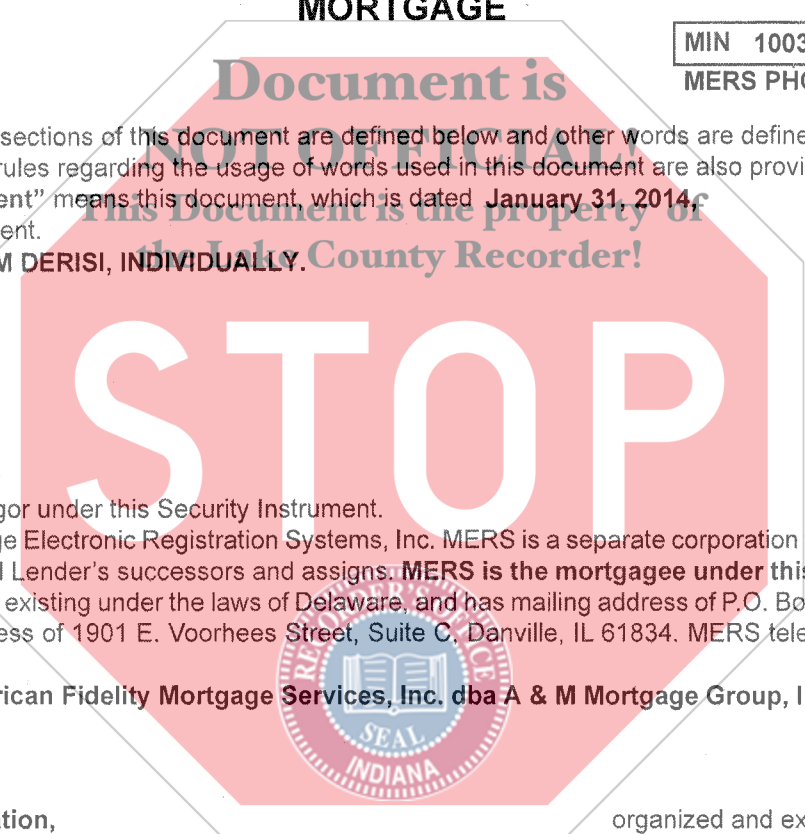 MORTGAGE
MIN 1003
Document is
MERS PHO
sections of this document are defined below and other words are define
NOT OFFICIAL!
rules regarding the usage of words used in this document are also provi
ent” means this document, which is dated January 31, 2014,
This Document is the property of
ent.
the Lake County Recorder!
M DERISI, INDIVIDUALLY.
STOP
gor under this Security Instrument.
ge Electronic Registration Systems, Inc. MERS is a separate corporation
l Lender's successors and assigns. MERS is the mortgagee under this
existing under the laws of Delaware, and has mailing address of P.O. Bo
ess of 1901 E. Voorhees Street, Suite C, Danville, IL 61834. MERS tele
RECORDER'S OFFICE
rican Fidelity Mortgage Services, Inc. dba A & M Mortgage Group, I
SEAL
INDIANA
ation,
organized and ex